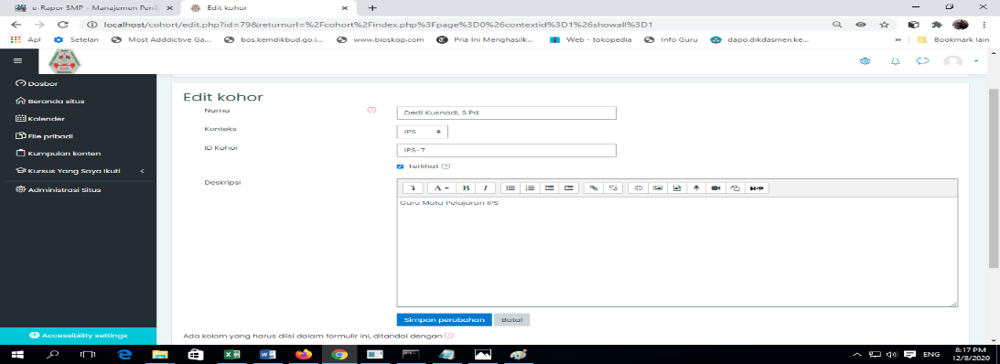 e-Rapor SMP - Manajemen Penil
Edit kohor
localhost/cohort/edit.php?id=79&returnurl=%2Fcohort%2Findex.php%3Fpage%3D0%26contextid%3D1%26showall%3D1
Apl Setelan Most Adddictive Ga... bos.kemdikbud.go.i... www.bioskop.com Pria Ini Menghasilk... Web - tokopedia Info Guru dapo.dikdasmen.ke... » Bookmark lain
Dasbor
Beranda situs
Kalender
File pribadi
Kumpulan konten
Kursus Yang Saya Ikuti
Administrasi Situs
Accessibility settings
Edit kohor
Nama Dedi Kusnadi, S.Pd
Konteks IPS
ID Kohor IPS-7
Terlihat
Deskripsi
A B I H5P
Guru Mata Pelajaran IPS
Simpan perubahan Batal
Ada kolom yang harus diisi dalam formulir ini, ditandai dengan
ENG 8:17 PM
12/8/2020